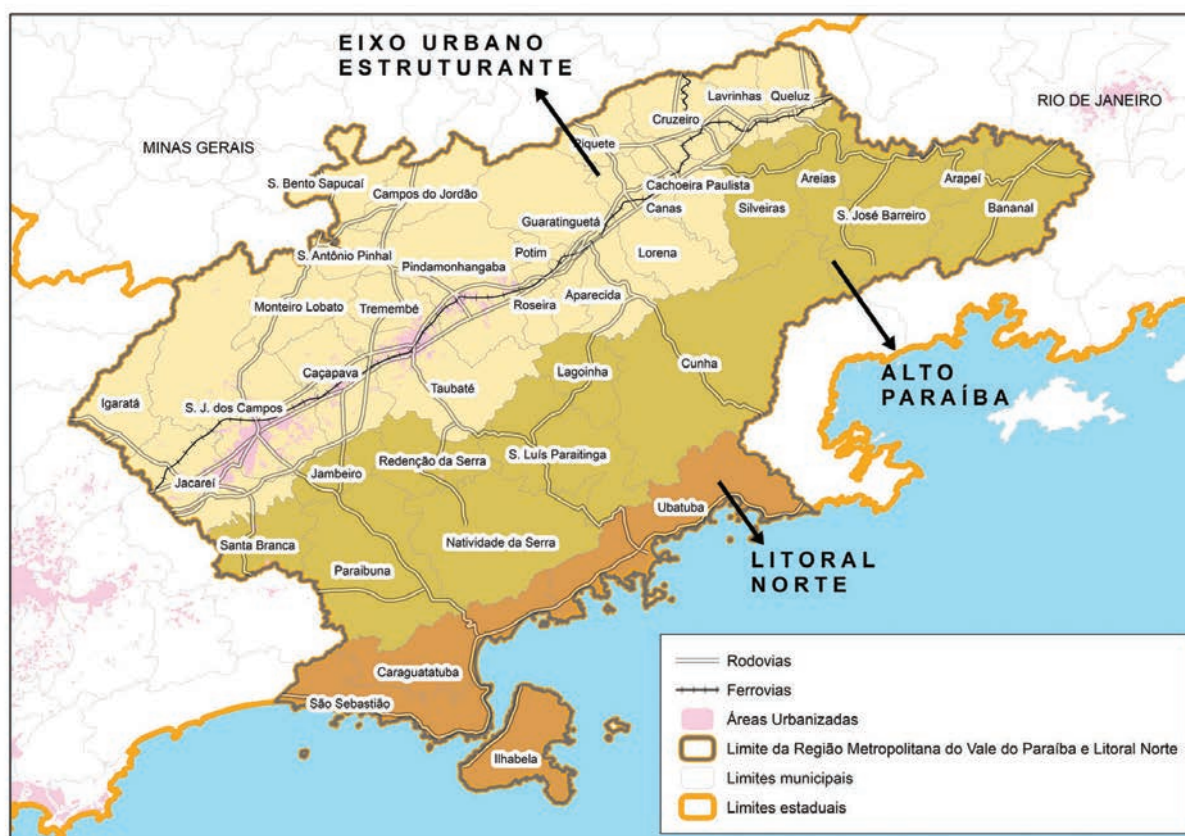 EIXO URBANO
ESTRUTURANTE
MINAS GERAIS
RIO DE JANEIRO
Lavrinhas
Queluz
Cruzeiro
Piquete
S. Bento Sapucaí
Campos do Jordão
Cachoeira Paulista
Areias
Arapeí
Canas
Silveiras
S. José Barreiro
Bananal
Guaratinguetá
S. Antônio Pinhal
Potim
Lorena
Pindamonhangaba
Monteiro Lobato
Tremembé
Roseira
Aparecida
Caçapava
Lagoinha
Cunha
ALTO
PARAÍBA
Igaratá
S. J. dos Campos
Taubaté
Jacareí
Jambeiro
Redenção da Serra
S. Luís Paraitinga
Ubatuba
Santa Branca
Natividade da Serra
Paraibuna
LITORAL
NORTE
Caraguatatuba
São Sebastião
Ilhabela
Rodovias
Ferrovias
Áreas Urbanizadas
Limite da Região Metropolitana do Vale do Paraíba e Litoral Norte
Limites municipais
Limites estaduais